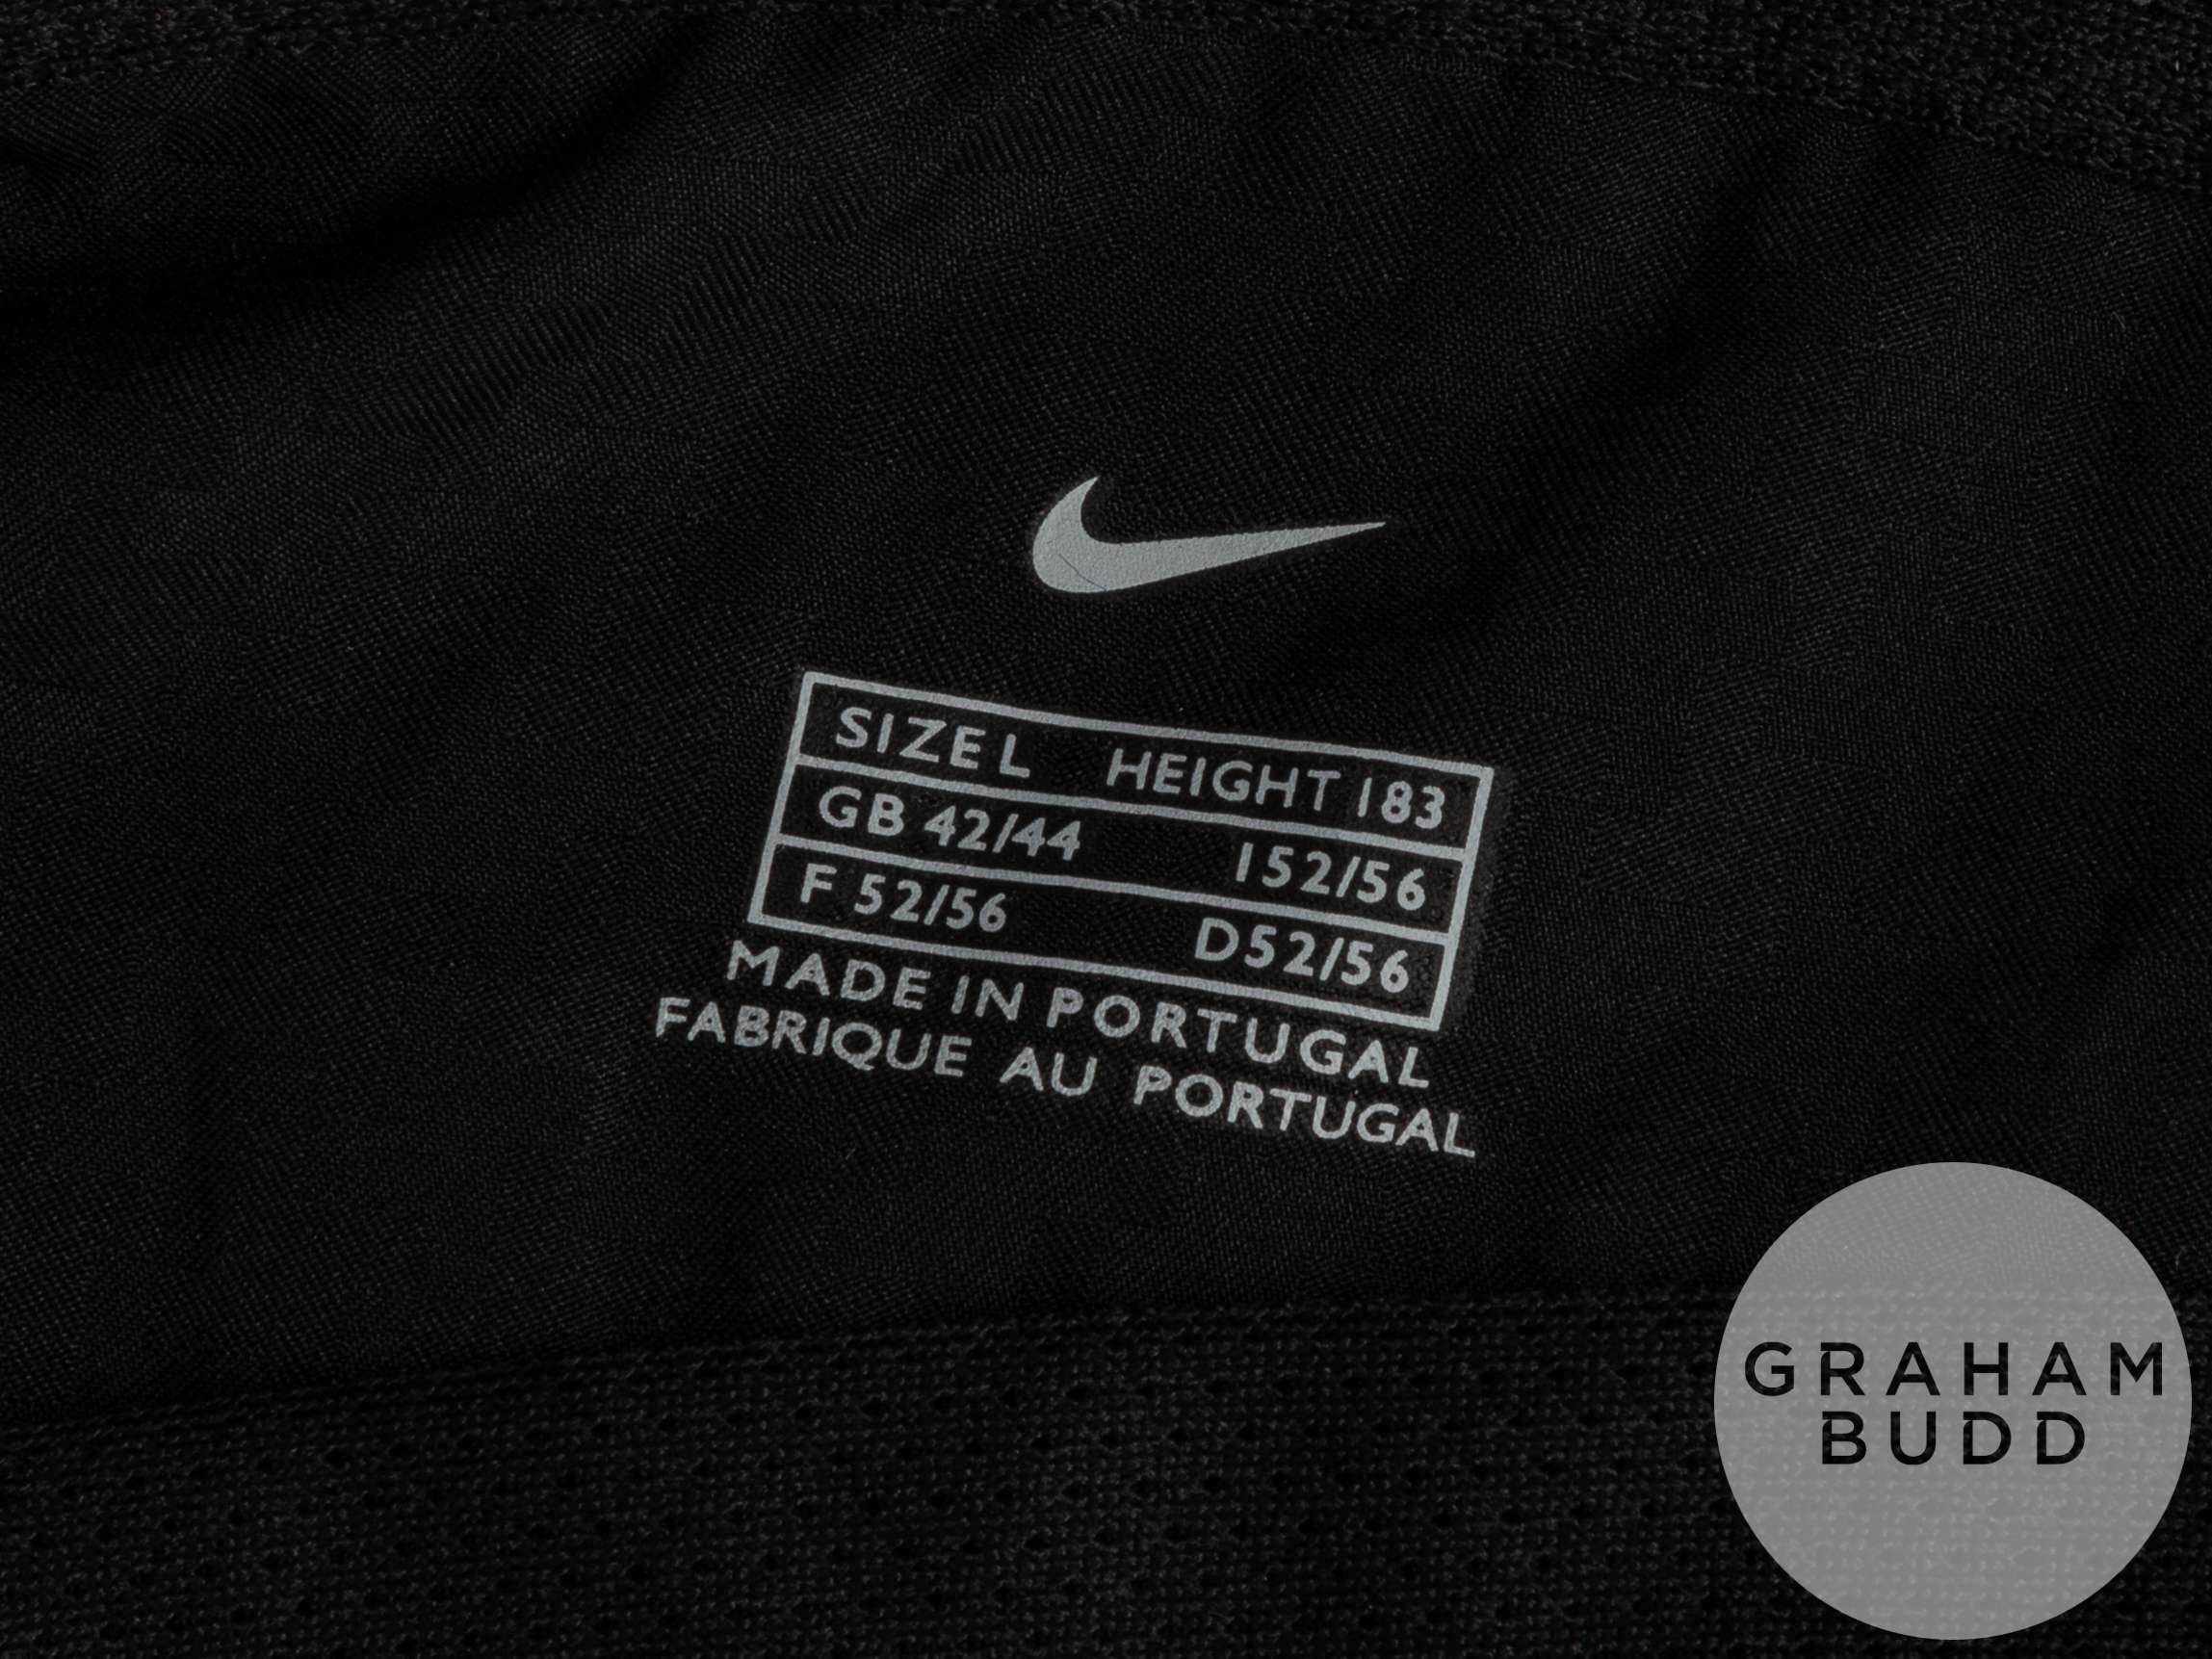 SIZE L HEIGHT 183
GB 42/44 I 52/56
F 52/56 D52/56
MADE IN PORTUGAL
FABRIQUE AU PORTUGAL
GRAHAM
BUDD